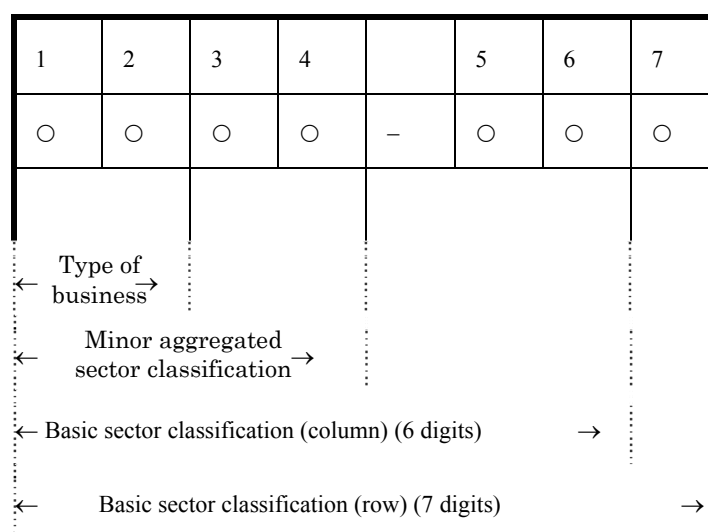 1 2 3 4 5 6 7
○ ○ ○ ○ – ○ ○ ○
Type of
← business →
Minor aggregated
← sector classification →
← Basic sector classification (column) (6 digits) →
← Basic sector classification (row) (7 digits) →